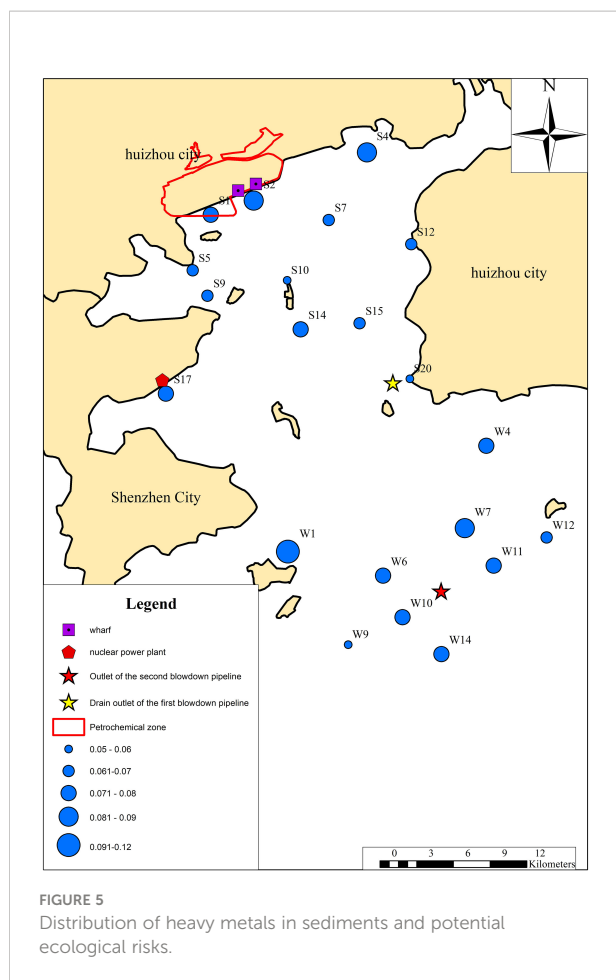 N
huizhou city
S4
S2
S1
S7
S12
S5
huizhou city
S10
S9
S14
S15
S20
S17
W4
Shenzhen City
W7
W12
W1
W11
W6
W10
W9
W14
Legend
wharf
nuclear power plant
Outlet of the second blowdown pipeline
Drain outlet of the first blowdown pipeline
Petrochemical zone
0.05 - 0.06
0.061-0.07
0.071 - 0.08
0.081 - 0.09
0.091-0.12
0 3 6 9 12
Kilometers
FIGURE 5
Distribution of heavy metals in sediments and potential
ecological risks.